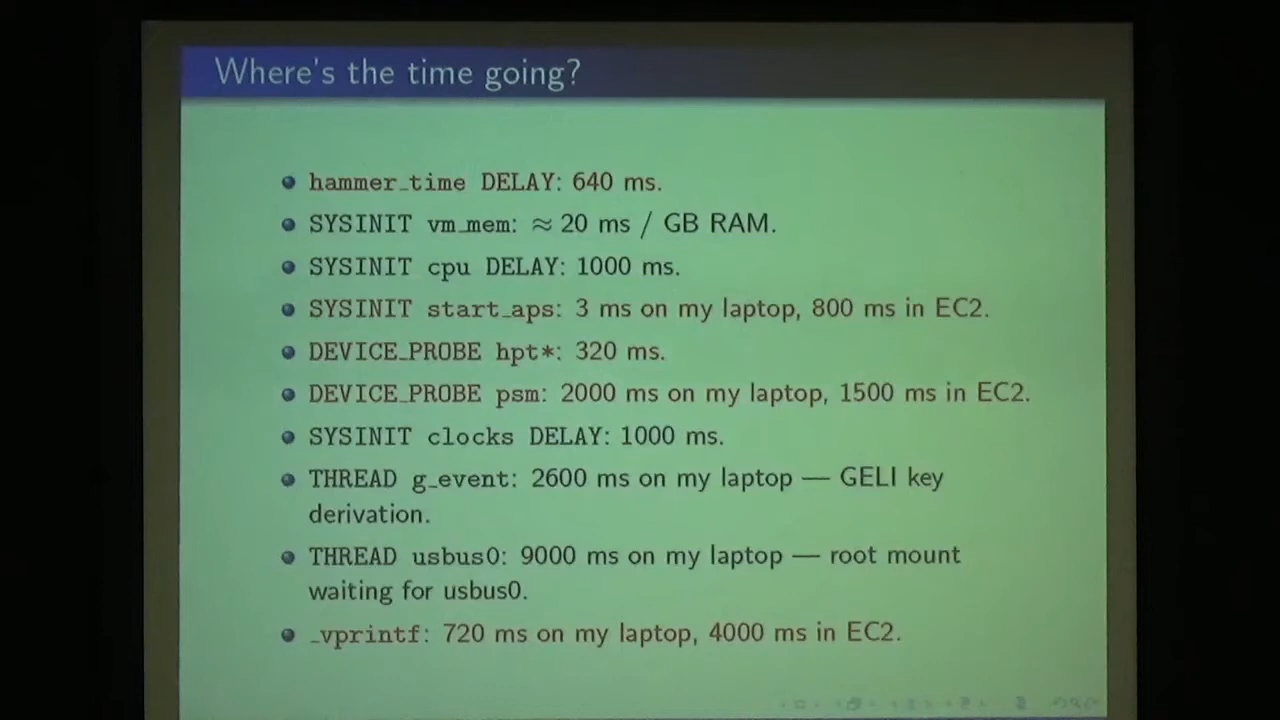 Where's the time going?
hammer_time DELAY: 640 ms.
SYSINIT vm_mem: ≈ 20 ms / GB RAM.
SYSINIT cpu DELAY: 1000 ms.
SYSINIT start_aps: 3 ms on my laptop, 800 ms in EC2.
DEVICE_PROBE hpt*: 320 ms.
DEVICE_PROBE psm: 2000 ms on my laptop, 1500 ms in EC2.
SYSINIT clocks DELAY: 1000 ms.
THREAD g_event: 2600 ms on my laptop — GELI key
derivation.
THREAD usbus0: 9000 ms on my laptop — root mount
waiting for usbus0.
_vprintf: 720 ms on my laptop, 4000 ms in EC2.